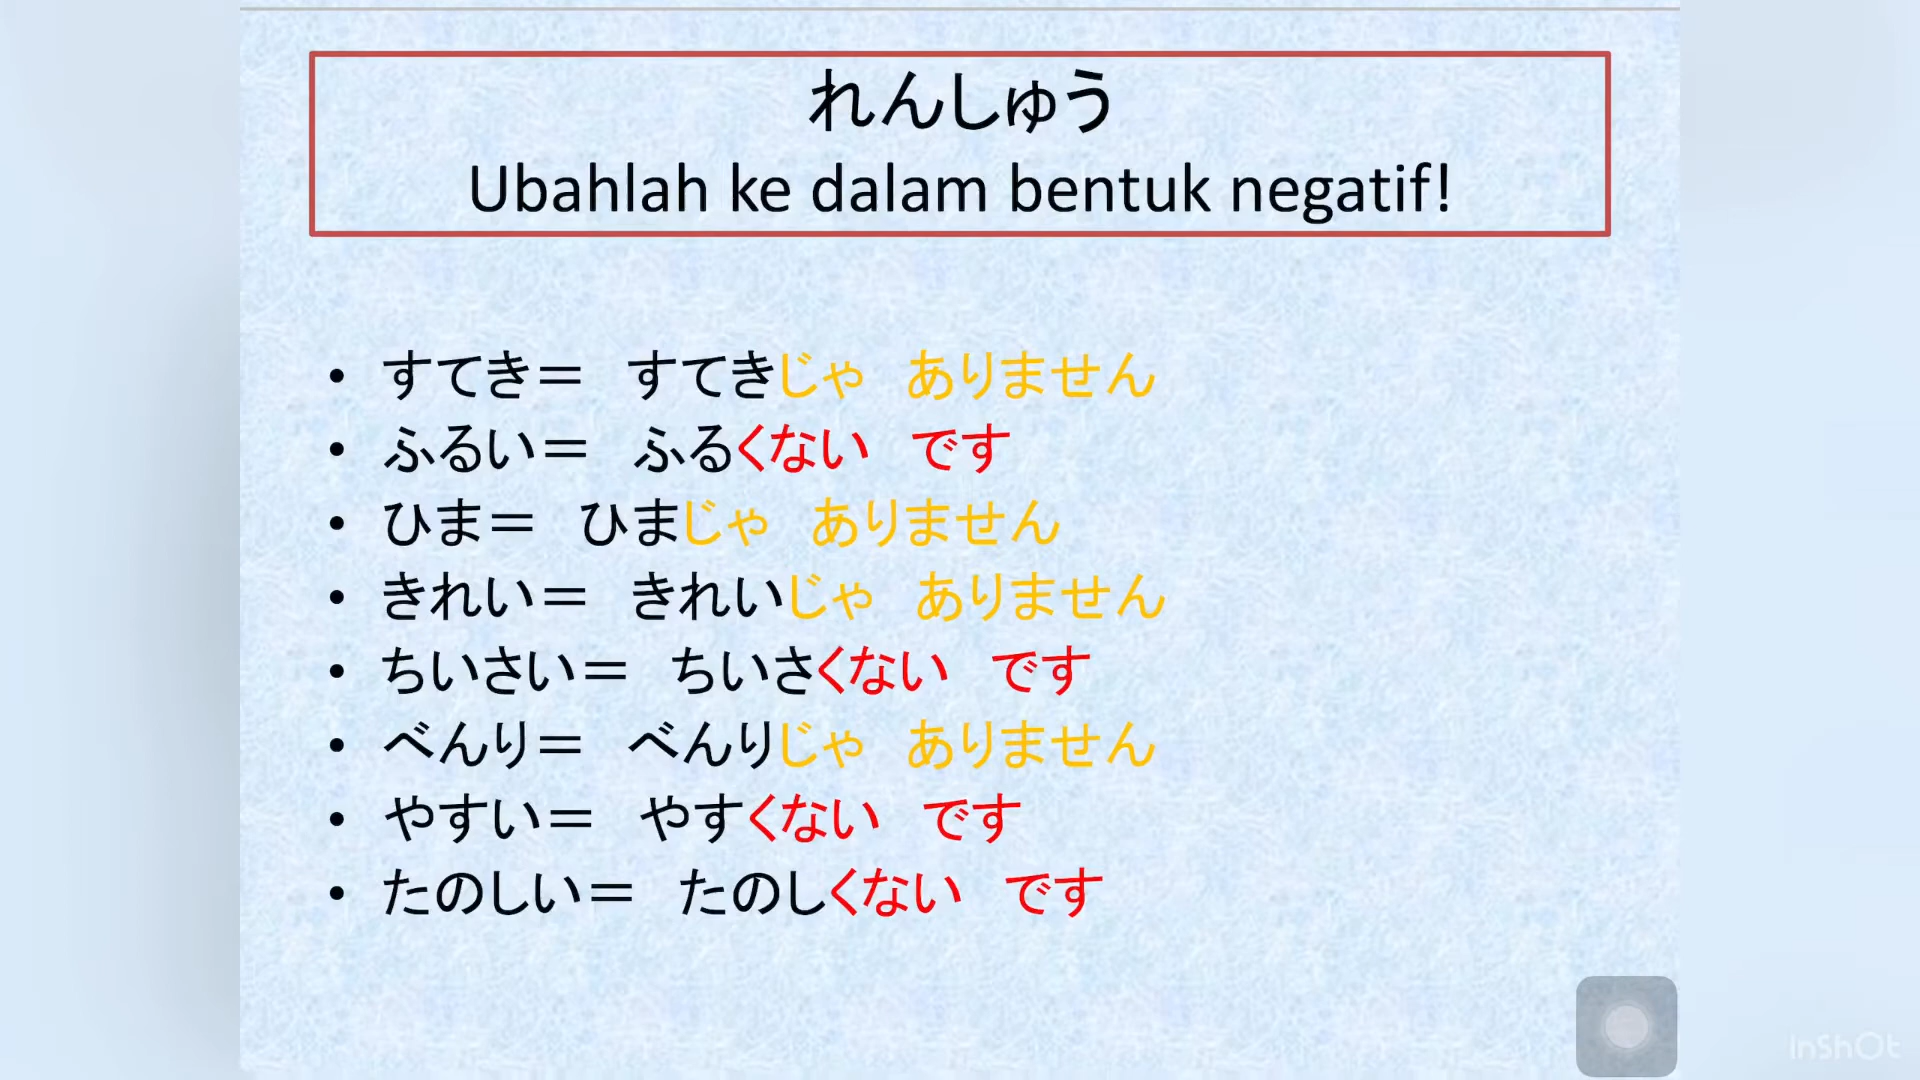 れんしゅう
Ubahlah ke dalam bentuk negatif!
• すてき＝　すてきじゃ　ありません
• ふるい＝　ふるくない　です
• ひま＝　ひまじゃ　ありません
• きれい＝　きれいじゃ　ありません
• ちいさい＝　ちいさくない　です
• べんり＝　べんりじゃ　ありません
• やすい＝　やすくない　です
• たのしい＝　たのしくない　です
InShOt